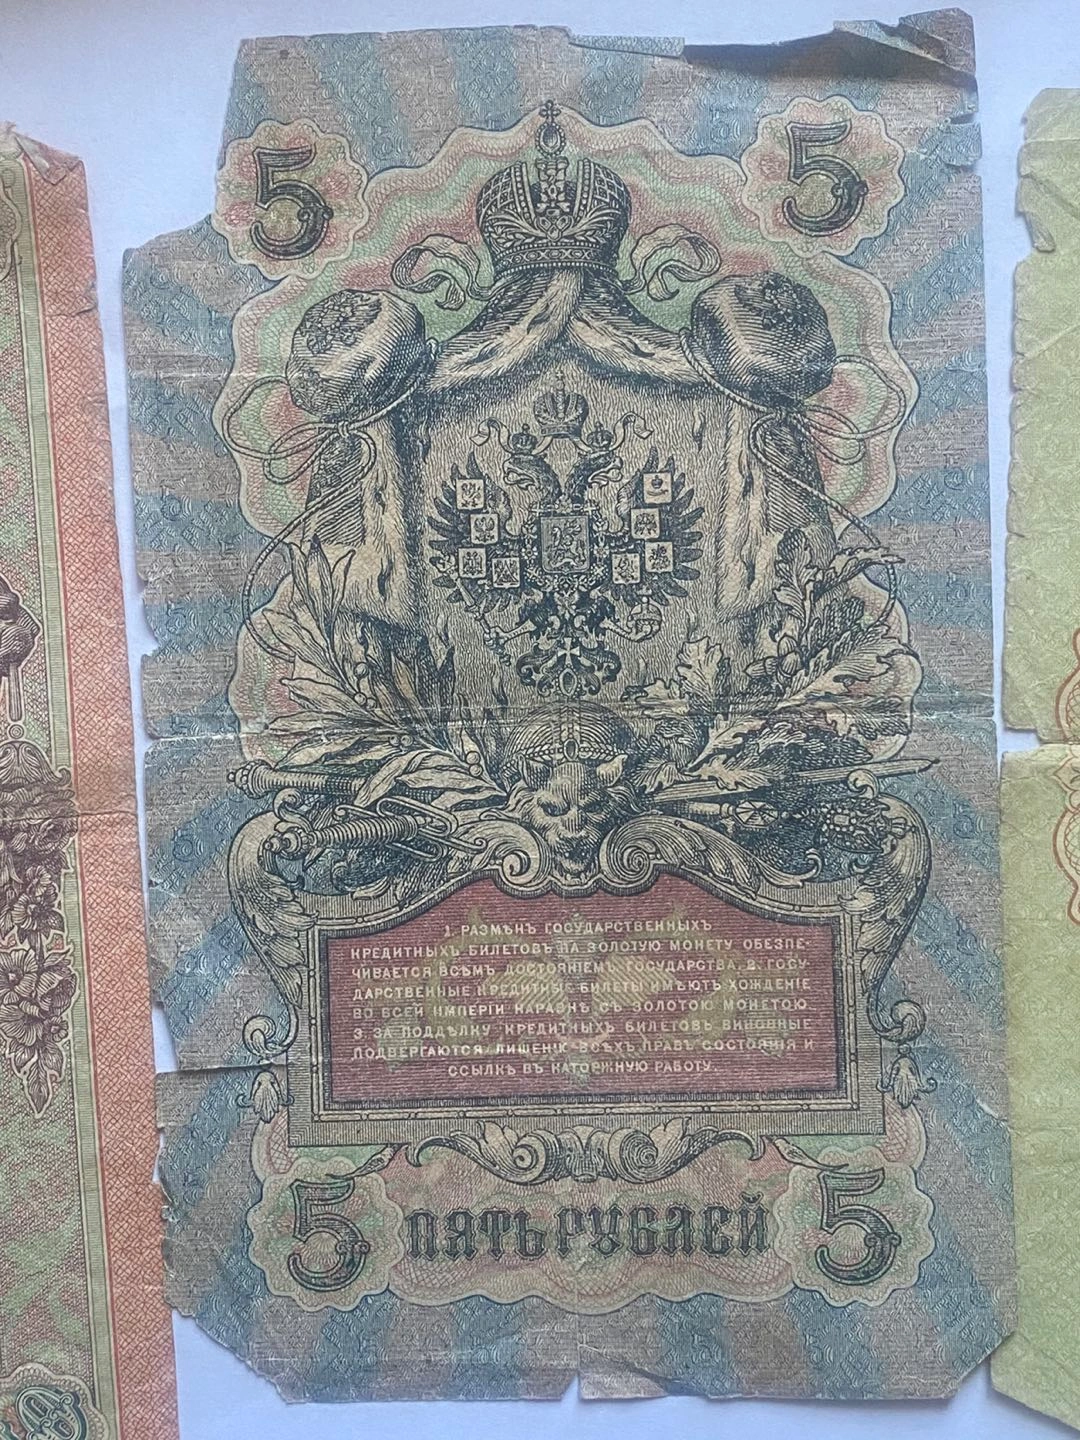 5 5
1. РАЗМѢНЪ ГОСУДАРСТВЕННЫХЪ
КРЕДИТНЫХЪ БИЛЕТОВЪ НА ЗОЛОТУЮ МОНЕТУ ОБЕЗПЕ-
ЧИВАЕТСЯ ВСѢМЪ ДОСТОЯНІЕМЪ ГОСУДАРСТВА. 2. ГОСУ-
ДАРСТВЕННЫЕ КРЕДИТНЫЕ БИЛЕТЫ ИМѢЮТЪ ХОЖДЕНІЕ
ВО ВСЕЙ ИМПЕРІИ НАРАВНѢ СЪ ЗОЛОТОЮ МОНЕТОЮ
3. ЗА ПОДДѢЛКУ КРЕДИТНЫХЪ БИЛЕТОВЪ ВИНОВНЫЕ
ПОДВЕРГАЮТСЯ ЛИШЕНІЮ ВСѢХЪ ПРАВЪ СОСТОЯНІЯ И
ССЫЛКѢ ВЪ КАТОРЖНУЮ РАБОТУ.
5 ПЯТЬ РУБЛЕЙ 5